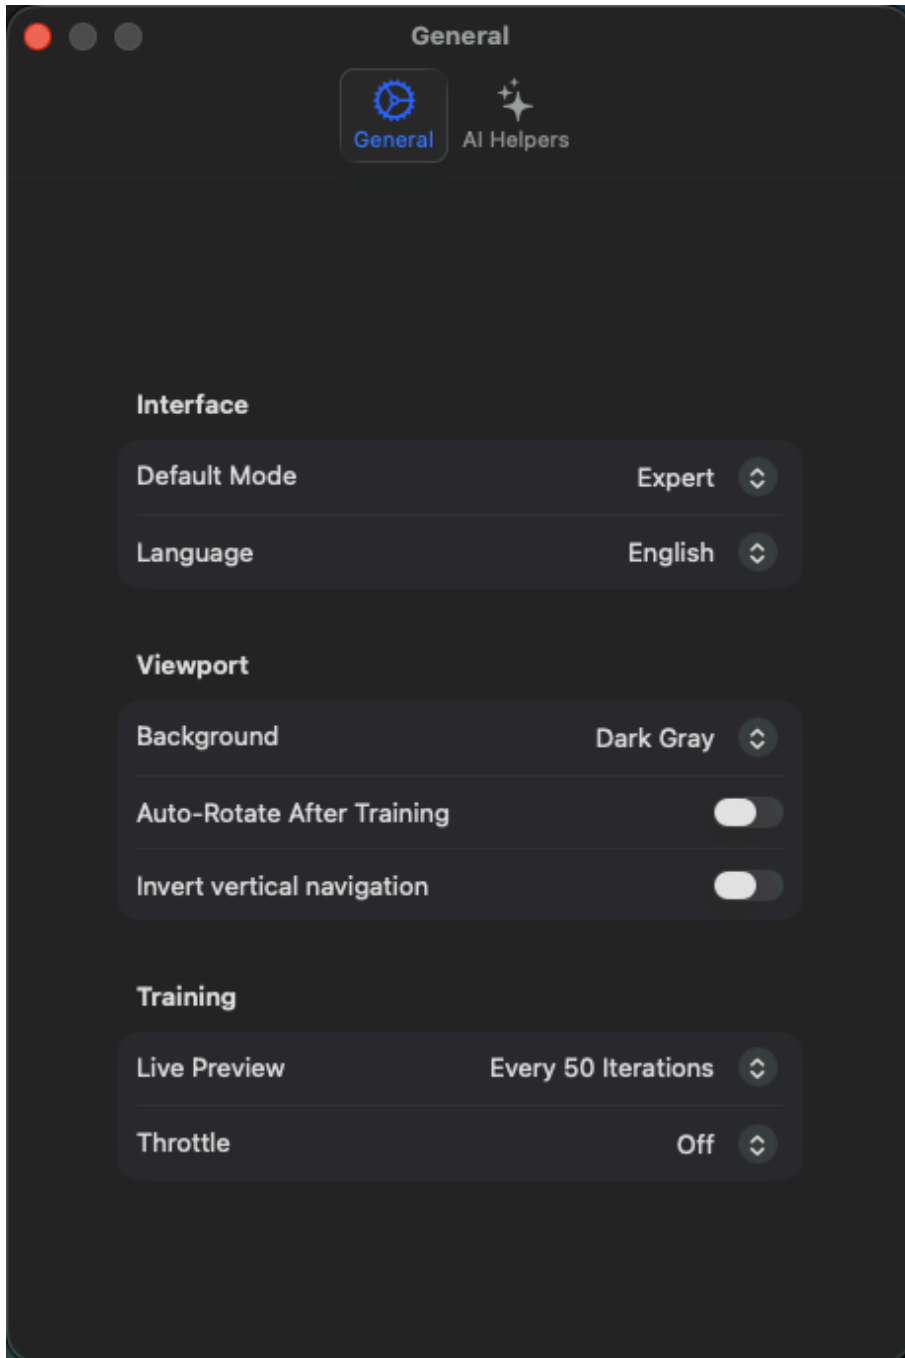 General
General
AI Helpers
Interface
Default Mode Expert
Language English
Viewport
Background Dark Gray
Auto-Rotate After Training
Invert vertical navigation
Training
Live Preview Every 50 Iterations
Throttle Off